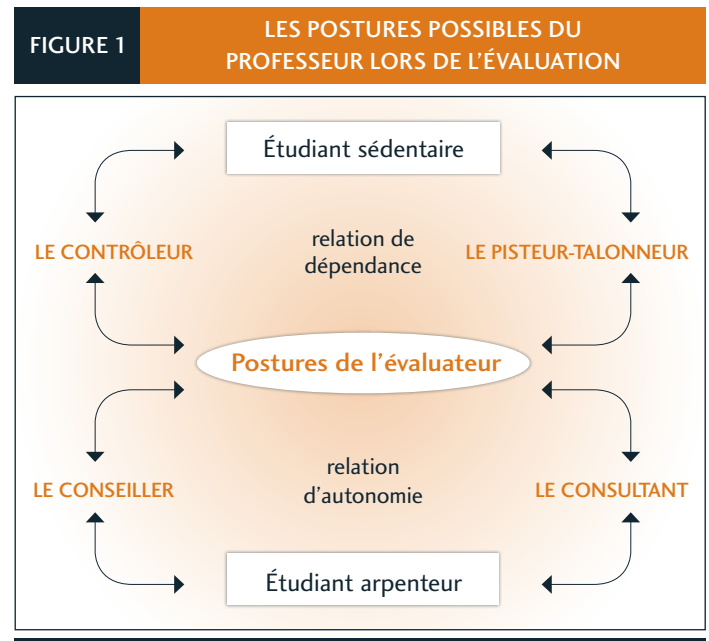 FIGURE 1
LES POSTURES POSSIBLES DU
PROFESSEUR LORS DE L'ÉVALUATION
Étudiant sédentaire
LE CONTRÔLEUR
relation de
dépendance
LE PISTEUR-TALONNEUR
Postures de l'évaluateur
LE CONSEILLER
relation
d'autonomie
LE CONSULTANT
Étudiant arpenteur